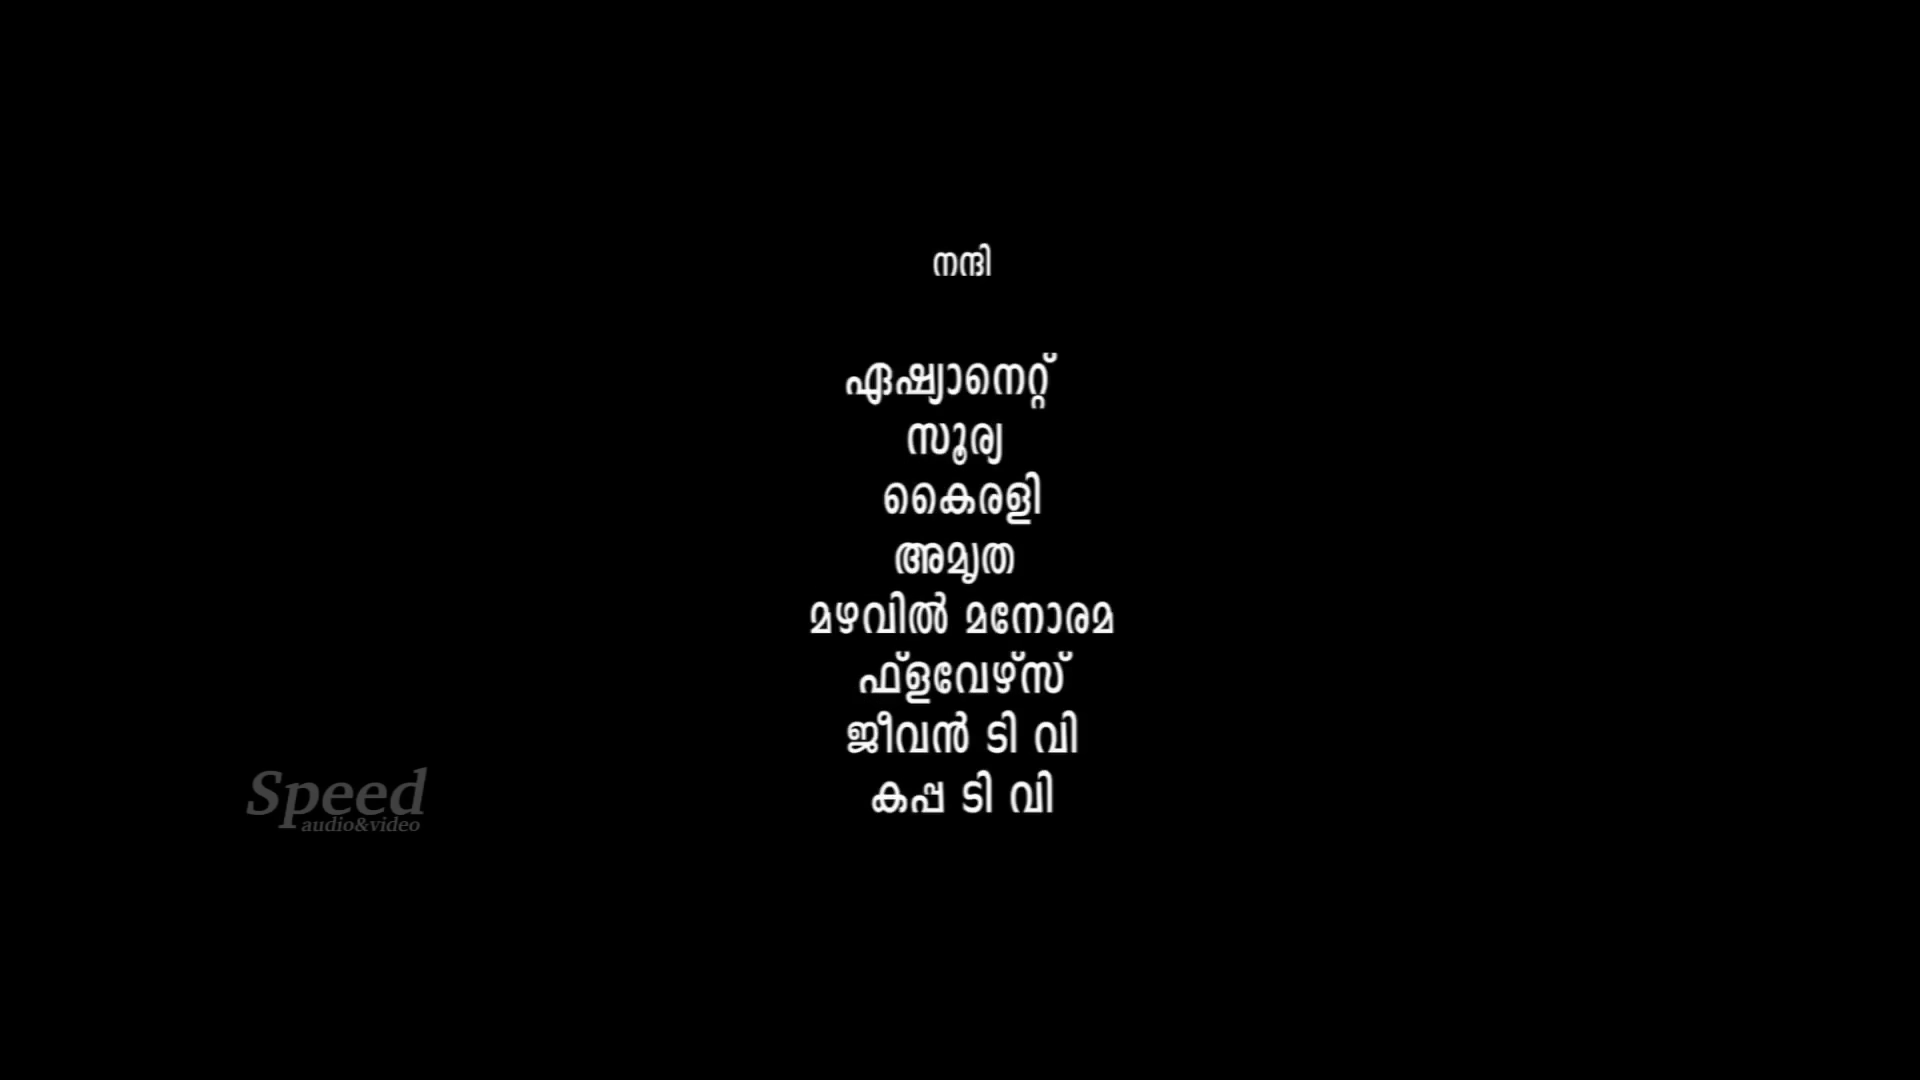 നന്ദി
ഏഷ്യാനെറ്റ്
സൂര്യ
കൈരളി
അമൃത
മഴവിൽ മനോരമ
ഫ്ളവേഴ്സ്
ജീവൻ ടി വി
കപ്പ ടി വി
Speed
audio&video